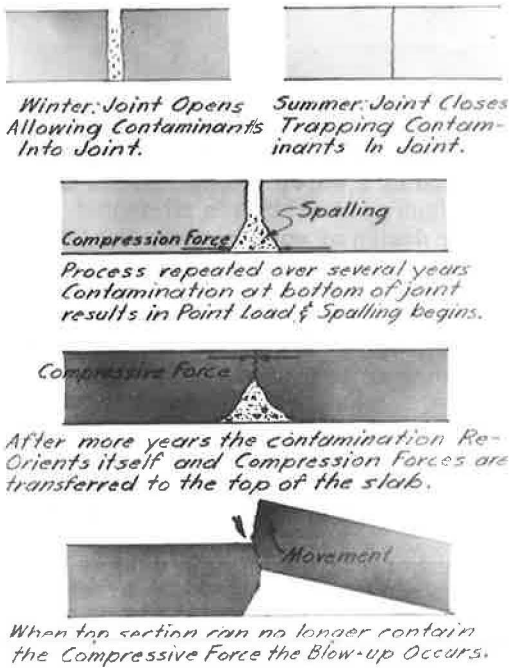 Winter: Joint Opens
Allowing Contaminants
Into Joint.
Summer: Joint Closes
Trapping Contam-
inants In Joint.
Spalling
Compression Force
Process repeated over several years
Contamination at bottom of joint
results in Point Load & Spalling begins.
Compressive Force
After more years the contamination Re-
Orients itself and Compression Forces are
transferred to the top of the slab.
Movement
When top section can no longer contain
the Compressive Force the Blow-up Occurs.